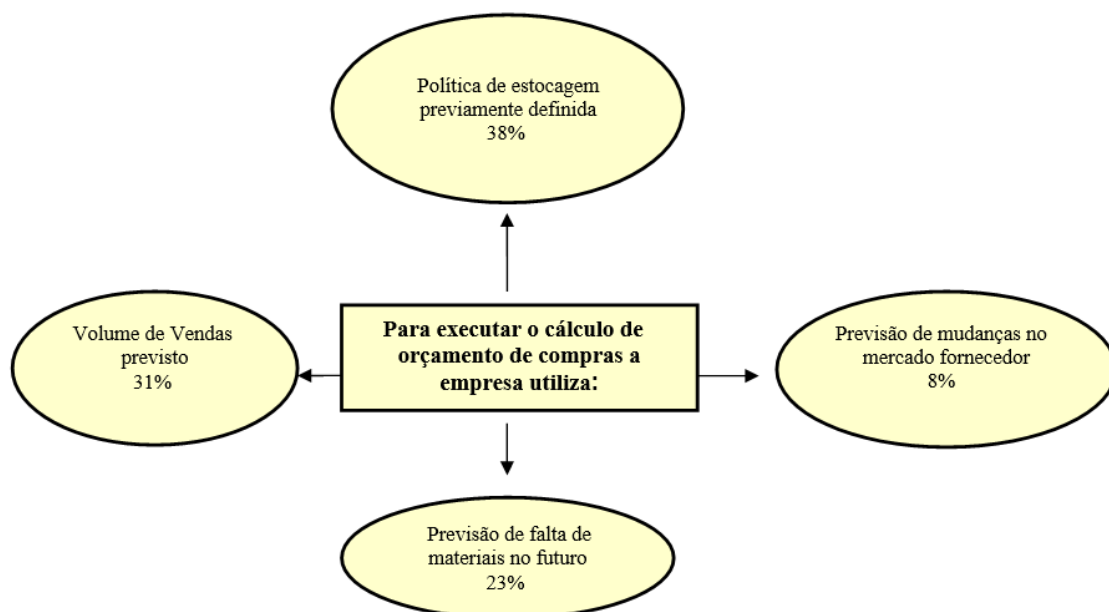 Política de estocagem
previamente definida
38%
Volume de Vendas
previsto
31%
Para executar o cálculo de
orçamento de compras a
empresa utiliza:
Previsão de mudanças no
mercado fornecedor
8%
Previsão de falta de
materiais no futuro
23%